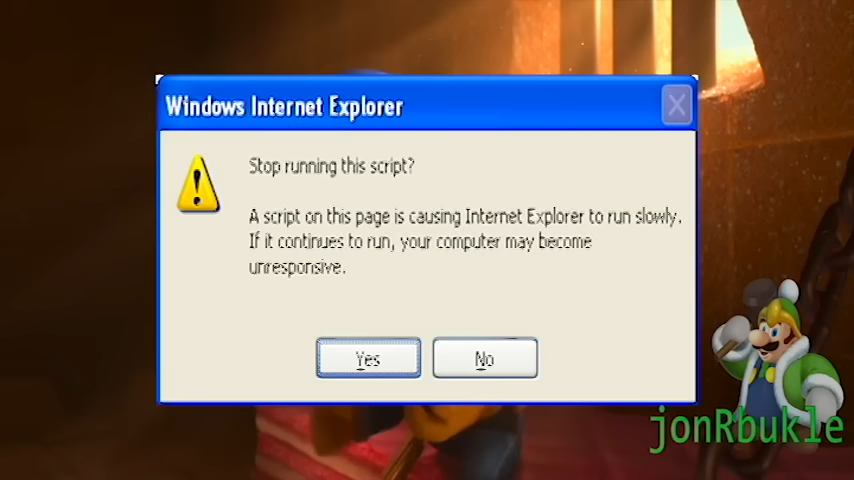 Windows Internet Explorer
Stop running this script?
A script on this page is causing Internet Explorer to run slowly.
If it continues to run, your computer may become
unresponsive.
Yes
No
jonRbukle